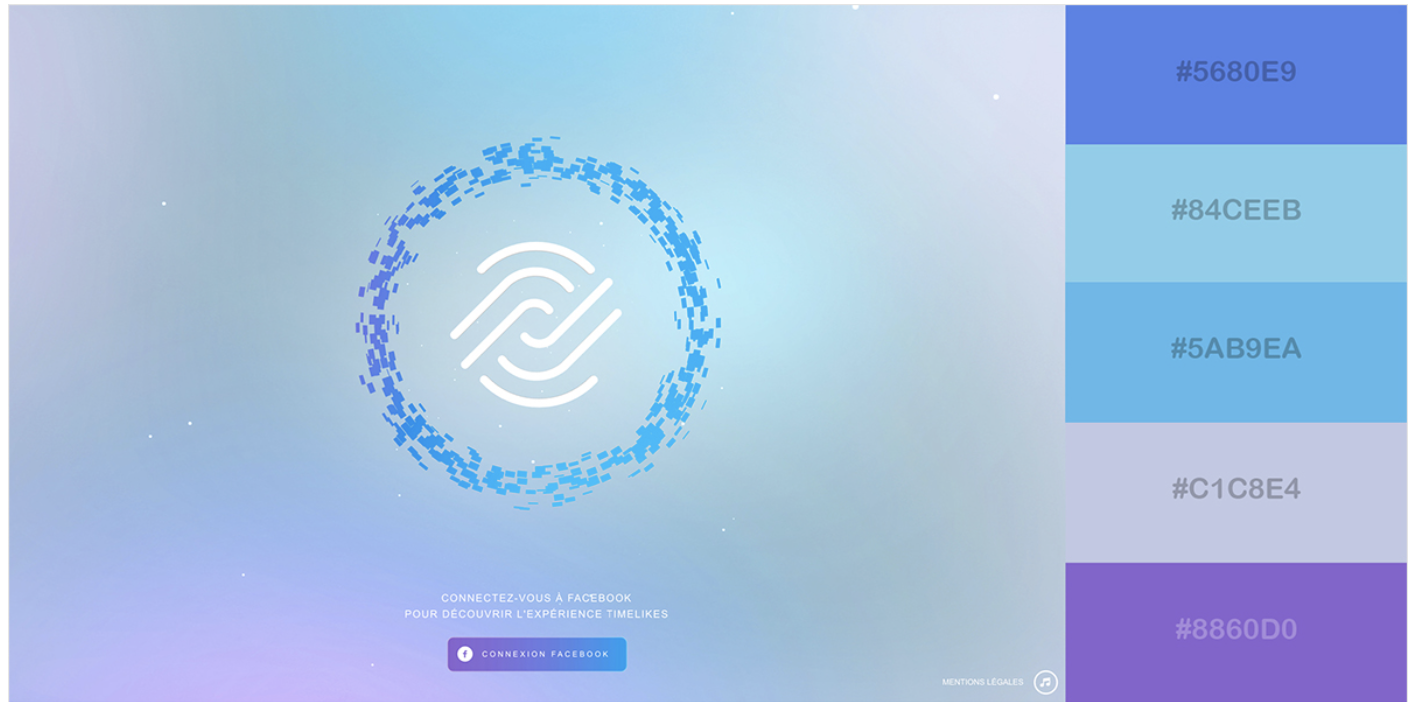 CONNECTEZ-VOUS À FACEBOOK
POUR DÉCOUVRIR L'EXPÉRIENCE TIMELIKES
CONNEXION FACEBOOK
MENTIONS LÉGALES
#5680E9
#84CEEB
#5AB9EA
#C1C8E4
#8860D0